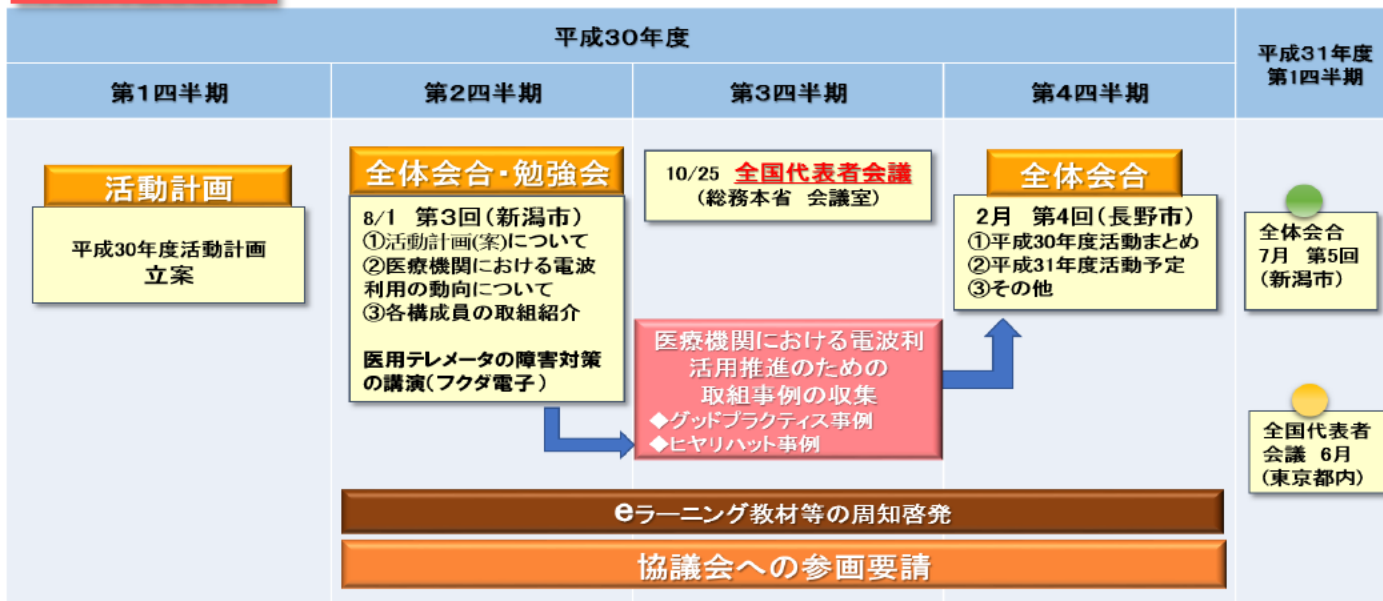 平成30年度
平成31年度
第1四半期
第1四半期
第2四半期
第3四半期
第4四半期
活動計画
平成30年度活動計画
立案
全体会合・勉強会
8/1 第3回(新潟市)
①活動計画(案)について
②医療機関における電波
利用の動向について
③各構成員の取組紹介
医用テレメータの障害対策
の講演(フクダ電子)
10/25 全国代表者会議
(総務本省 会議室)
医療機関における電波利
活用推進のための
取組事例の収集
◆グッドプラクティス事例
◆ヒヤリハット事例
全体会合
2月 第4回(長野市)
①平成30年度活動まとめ
②平成31年度活動予定
③その他
全体会合
7月 第5回
(新潟市)
全国代表者
会議 6月
(東京都内)
eラーニング教材等の周知啓発
協議会への参画要請